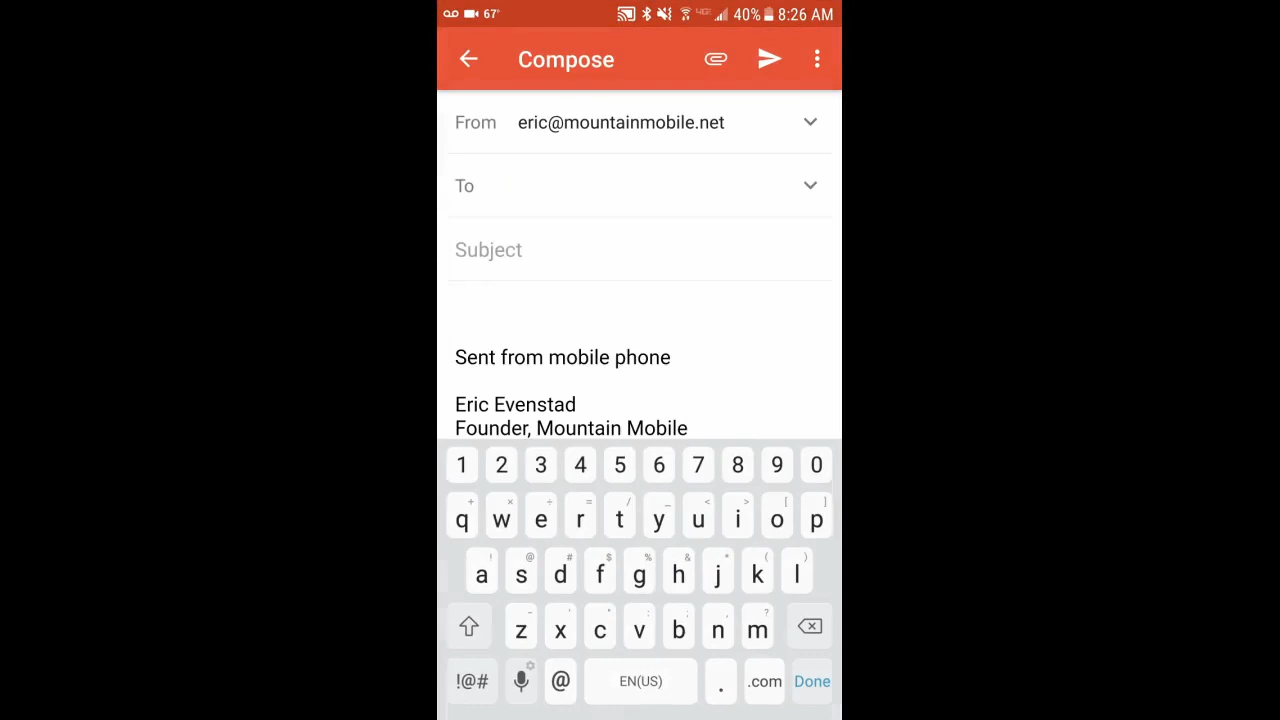 67° 4G 40% 8:26 AM
Compose
From eric@mountainmobile.net
To
Subject
Sent from mobile phone
Eric Evenstad
Founder, Mountain Mobile
1 2 3 4 5 6 7 8 9 0
+ × ÷ = / _ < > [ ]
q w e r t y u i o p
! @ # $ % & * ( )
a s d f g h j k l
- ' " : ; , ?
z x c v b n m
!@# @ EN(US) . .com Done